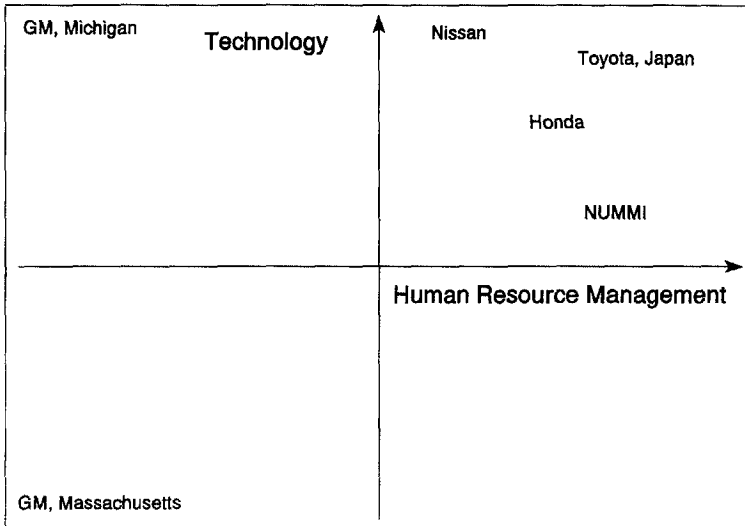 GM, Michigan
Technology
Nissan
Toyota, Japan
Honda
NUMMI
Human Resource Management
GM, Massachusetts